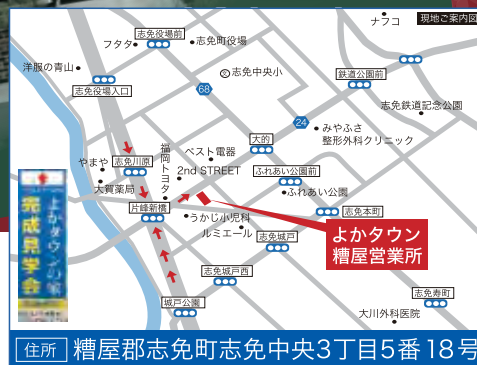 ナフコ
現地ご案内図
志免役場前
フタタ
志免町役場
洋服の青山
志免中央小
鉄道公園前
志免役場入口
68
志免鉄道記念公園
24
みやふさ
整形外科クリニック
大的
福岡トヨタ
ベスト電器
やまや
志免川原
2nd STREET
ふれあい公園前
大賀薬局
ふれあい公園
片峰新橋
うかじ小児科
志免本町
ルミエール
よかタウン
糟屋営業所
志免城戸
よかタウンの家
完成見学会
志免城戸西
城戸公園
志免寿町
大川外科医院
住所 糟屋郡志免町志免中央3丁目5番18号